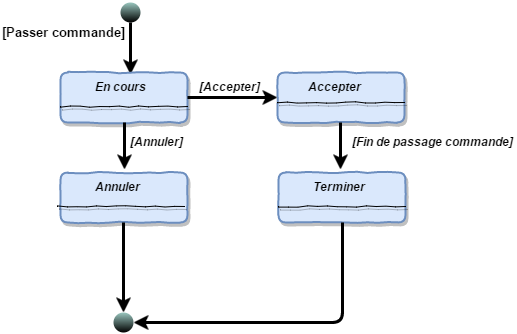 [Passer commande]
En cours
[Accepter]
Accepter
[Annuler]
[Fin de passage commande]
Annuler
Terminer